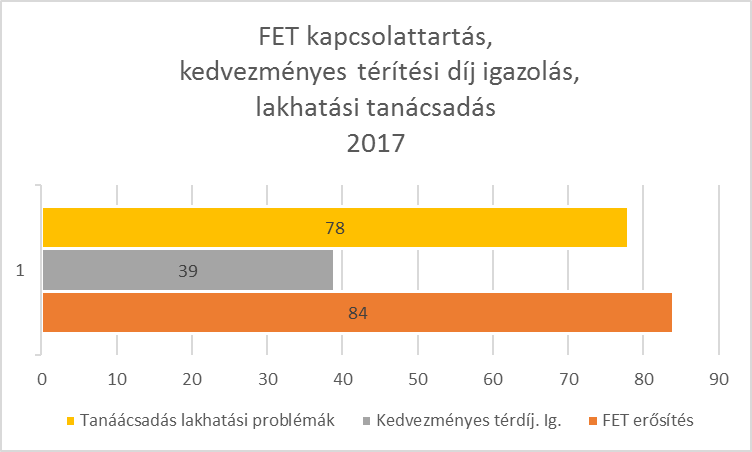 FET kapcsolattartás,
kedvezményes térítési díj igazolás,
lakhatási tanácsadás
2017
78
1
39
84
0 10 20 30 40 50 60 70 80 90
Tanáácsadás lakhatási problémák Kedvezményes térdíj. Ig. FET erősítés